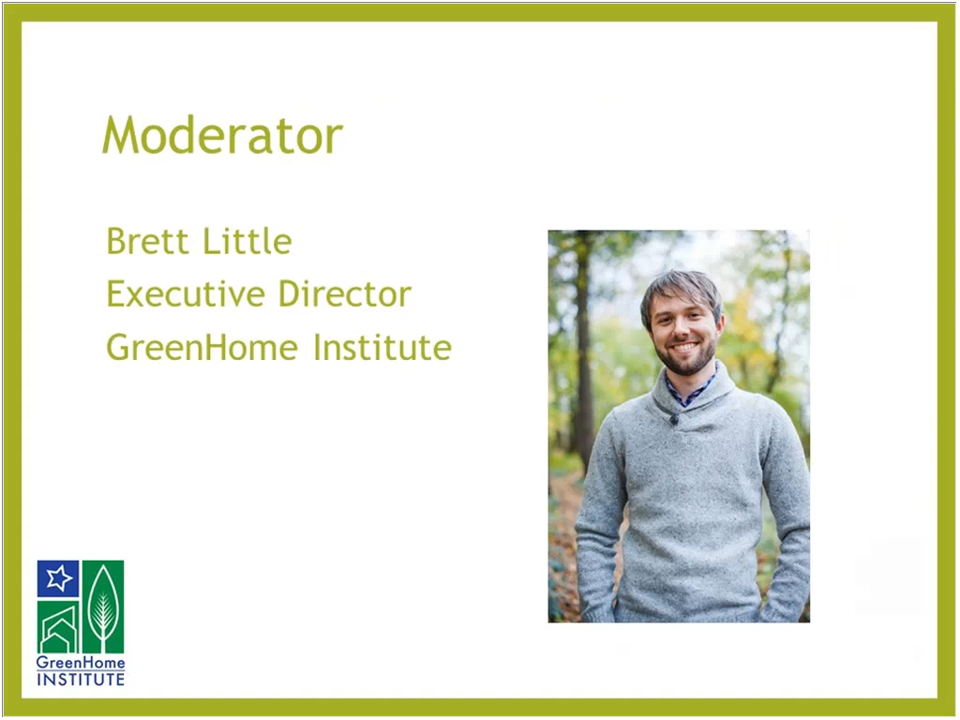 Moderator
Brett Little
Executive Director
GreenHome Institute
GreenHome
INSTITUTE